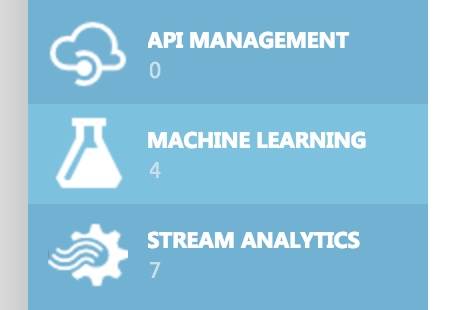 API MANAGEMENT
0
MACHINE LEARNING
4
STREAM ANALYTICS
7